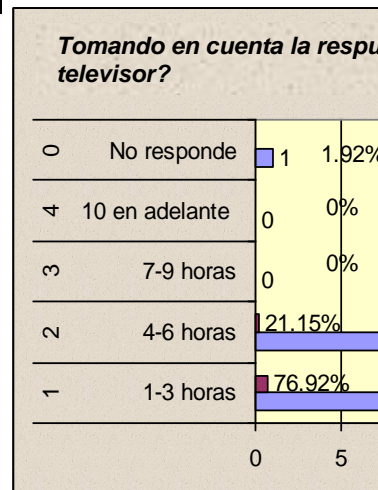 Tomando en cuenta la respu
televisor?
0 No responde 1 1.92%
4 10 en adelante 0 0%
3 7-9 horas 0 0%
2 4-6 horas 21.15%
1 1-3 horas 76.92%
0 5